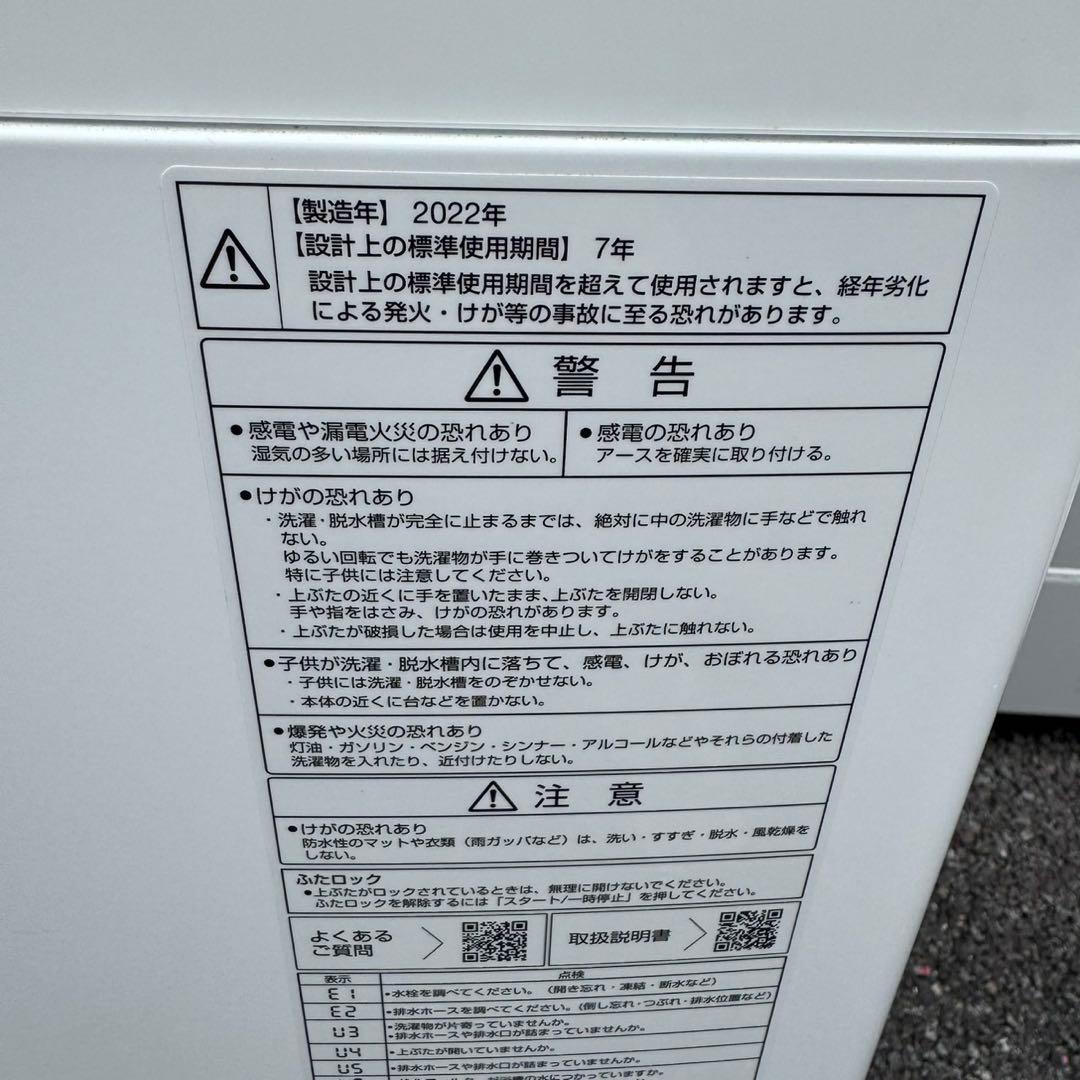 【製造年】 2022年
【設計上の標準使用期間】 7年
設計上の標準使用期間を超えて使用されますと、経年劣化
による発火・けが等の事故に至る恐れがあります。
警 告
●感電や漏電火災の恐れあり
湿気の多い場所には据え付けない。
●感電の恐れあり
アースを確実に取り付ける。
●けがの恐れあり
・洗濯・脱水槽が完全に止まるまでは、絶対に中の洗濯物に手などで触れ
ない。
ゆるい回転でも洗濯物が手に巻きついてけがをすることがあります。
特に子供には注意してください。
・上ぶたの近くに手を置いたまま、上ぶたを開閉しない。
手や指をはさみ、けがの恐れがあります。
・上ぶたが破損した場合は使用を中止し、上ぶたに触れない。
●子供が洗濯・脱水槽内に落ちて、感電、けが、おぼれる恐れあり
・子供には洗濯・脱水槽をのぞかせない。
・本体の近くに台などを置かない。
●爆発や火災の恐れあり
灯油・ガソリン・ベンジン・シンナー・アルコールなどやそれらの付着した
洗濯物を入れたり、近付けたりしない。
注 意
●けがの恐れあり
防水性のマットや衣類（雨ガッパなど）は、洗い・すすぎ・脱水・風乾燥を
しない。
ふたロック
●上ぶたがロックされているときは、無理に開けないでください。
ふたロックを解除するには「スタート/一時停止」を押してください。
よくある
ご質問
取扱説明書
表示 点検
E1 •水栓を調べてください。（開き忘れ・凍結・断水など）
E2 •排水ホースを調べてください。（倒し忘れ・つぶれ・排水位置など）
U3 •洗濯物が片寄っていませんか。
•排水ホースや排水口が詰まっていませんか。
U4 •上ぶたが開いていませんか。
U5 •排水ホースや排水口が詰まっていませんか。